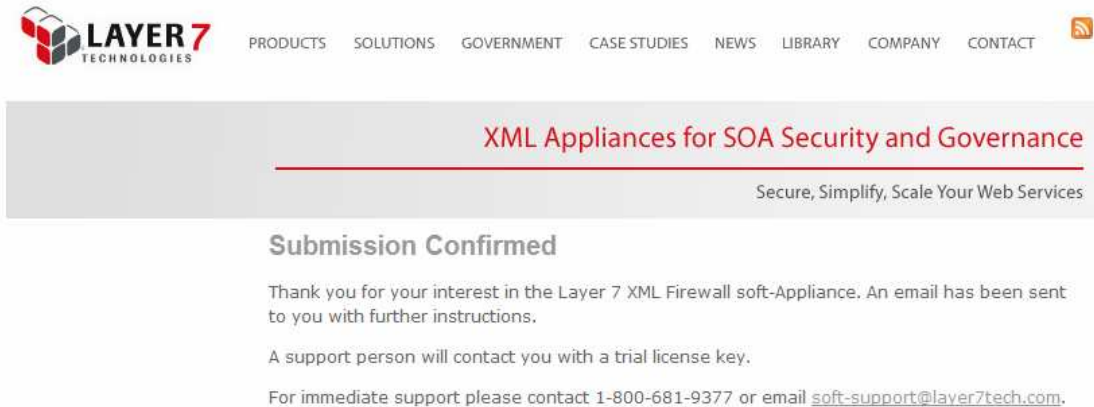 LAYER 7
TECHNOLOGIES
PRODUCTS SOLUTIONS GOVERNMENT CASE STUDIES NEWS LIBRARY COMPANY CONTACT
XML Appliances for SOA Security and Governance
Secure, Simplify, Scale Your Web Services
Submission Confirmed
Thank you for your interest in the Layer 7 XML Firewall soft-Appliance. An email has been sent
to you with further instructions.
A support person will contact you with a trial license key.
For immediate support please contact 1-800-681-9377 or email soft-support@layer7tech.com.